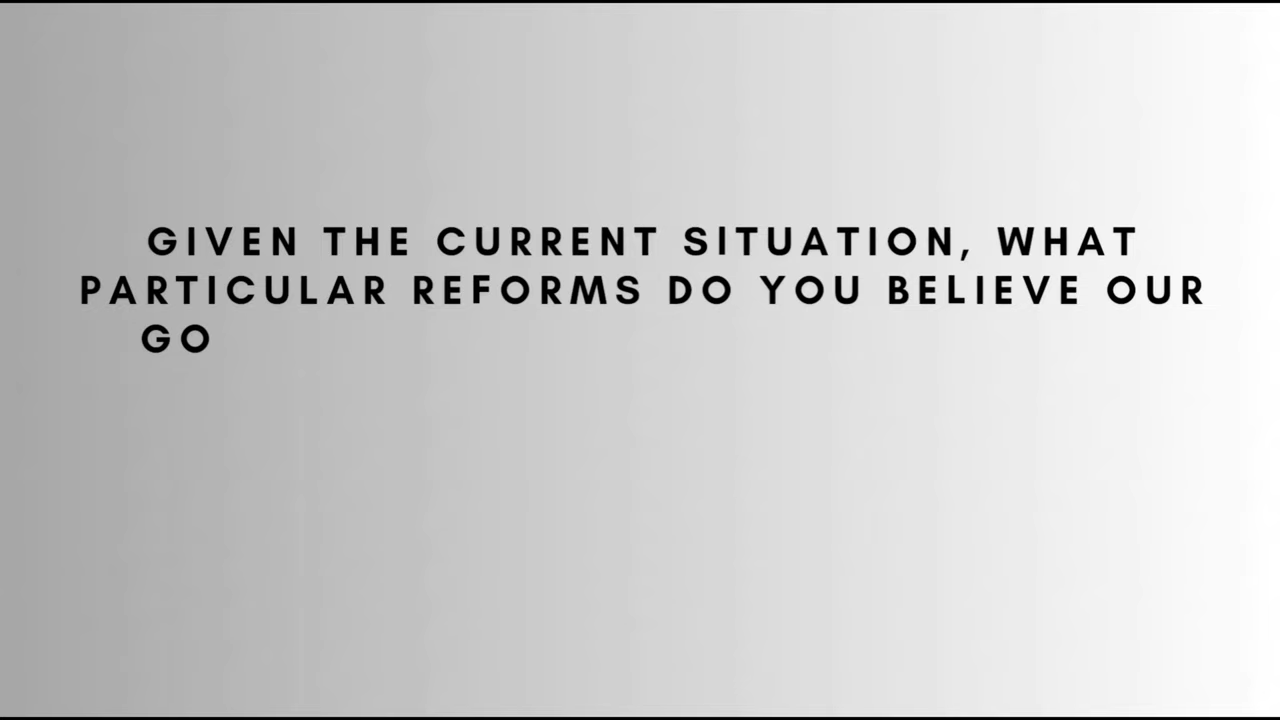 GIVEN THE CURRENT SITUATION, WHAT
PARTICULAR REFORMS DO YOU BELIEVE OUR
GO